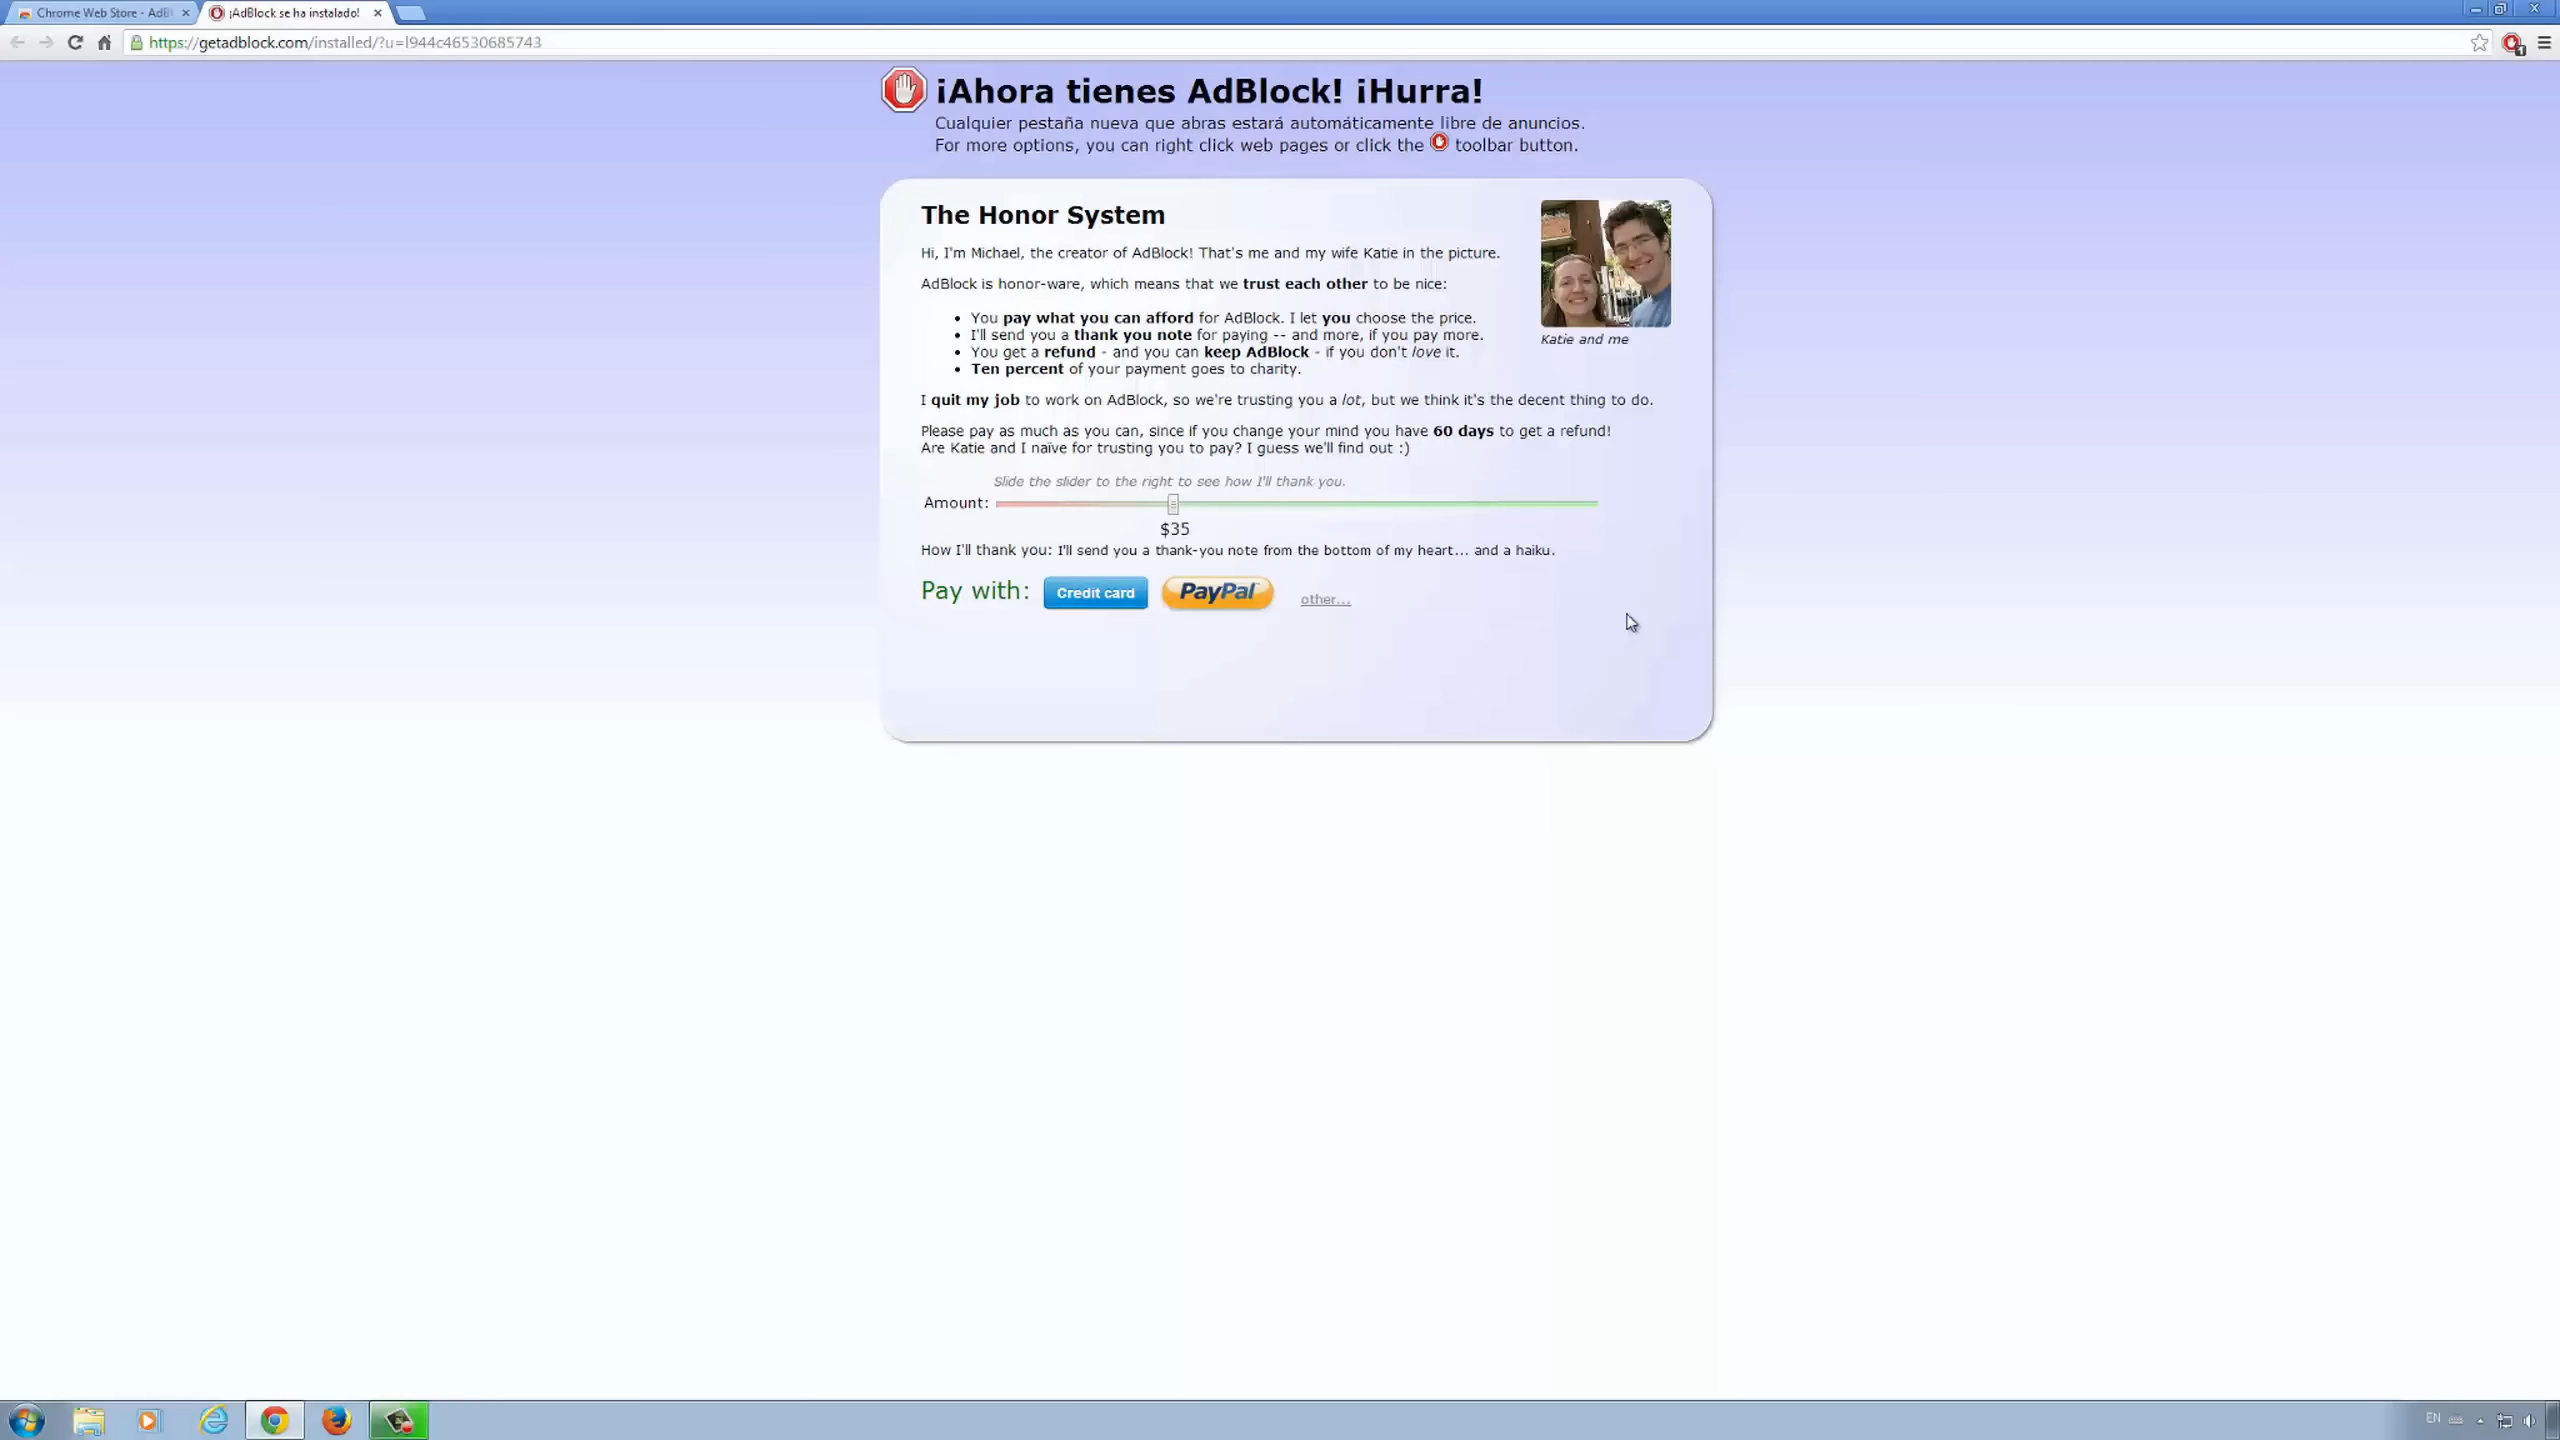 Chrome Web Store - AdBl
¡AdBlock se ha instalado!
https://getadblock.com/installed/?u=l944c46530685743
¡Ahora tienes AdBlock! ¡Hurra!
Cualquier pestaña nueva que abras estará automáticamente libre de anuncios.
For more options, you can right click web pages or click the toolbar button.
The Honor System
Hi, I'm Michael, the creator of AdBlock! That's me and my wife Katie in the picture.
AdBlock is honor-ware, which means that we trust each other to be nice:
• You pay what you can afford for AdBlock. I let you choose the price.
• I'll send you a thank you note for paying -- and more, if you pay more.
• You get a refund - and you can keep AdBlock - if you don't love it.
• Ten percent of your payment goes to charity.
Katie and me
I quit my job to work on AdBlock, so we're trusting you a lot, but we think it's the decent thing to do.
Please pay as much as you can, since if you change your mind you have 60 days to get a refund!
Are Katie and I naïve for trusting you to pay? I guess we'll find out :)
Slide the slider to the right to see how I'll thank you.
Amount:
$35
How I'll thank you: I'll send you a thank-you note from the bottom of my heart... and a haiku.
Pay with: Credit card PayPal other...
EN